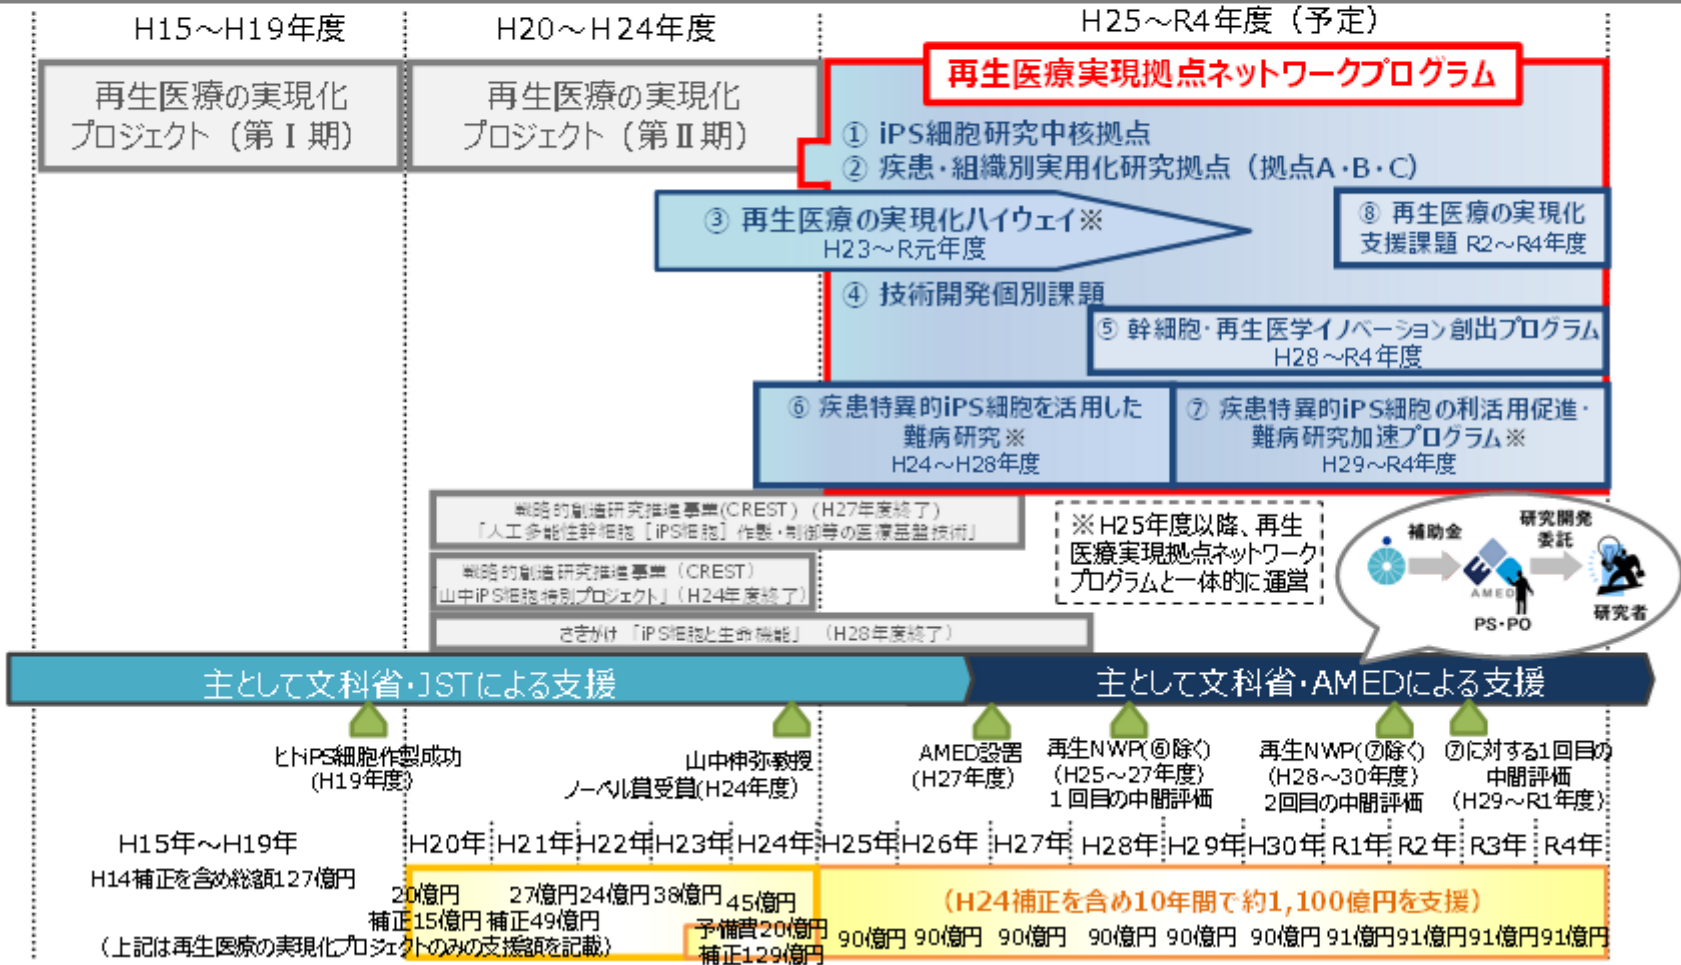 H15～H19年度
H20～H24年度
H25～R4年度（予定）
再生医療の実現化
プロジェクト（第Ⅰ期）
再生医療の実現化
プロジェクト（第Ⅱ期）
再生医療実現拠点ネットワークプログラム
① iPS細胞研究中核拠点
② 疾患・組織別実用化研究拠点（拠点A・B・C）
③ 再生医療の実現化ハイウェイ※
H23～R元年度
⑧ 再生医療の実現化
支援課題 R2～R4年度
④ 技術開発個別課題
⑤ 幹細胞・再生医学イノベーション創出プログラム
H28～R4年度
⑥ 疾患特異的iPS細胞を活用した
難病研究※
H24～H28年度
⑦ 疾患特異的iPS細胞の利活用促進・
難病研究加速プログラム※
H29～R4年度
戦略的創造研究推進事業(CREST)（H27年度終了)
「人工多能性幹細胞［iPS細胞］作製・制御等の医療基盤技術」
戦略的創造研究推進事業（CREST）
「山中iPS細胞特別プロジェクト」（H24年度終了）
さきがけ 「iPS細胞と生命機能」 （H28年度終了）
※H25年度以降、再生
医療実現拠点ネットワーク
プログラムと一体的に運営
補助金
研究開発
委託
AMED
PS・PO
研究者
主として文科省・JSTによる支援
主として文科省・AMEDによる支援
ヒトiPS細胞作製成功
(H19年度)
山中伸弥教授
ノーベル賞受賞(H24年度)
AMED設置
(H27年度)
再生NWP(⑥除く)
(H25～27年度)
1回目の中間評価
再生NWP(⑦除く)
(H28～30年度)
2回目の中間評価
⑦に対する1回目の
中間評価
(H29～R1年度)
H15年～H19年
H20年 H21年 H22年 H23年 H24年 H25年 H26年 H27年 H28年 H29年 H30年 R1年 R2年 R3年 R4年
H14補正を含め総額127億円
20億円 27億円 24億円 38億円 45億円
補正15億円 補正49億円
予備費20億円
補正129億円
（上記は再生医療の実現化プロジェクトのみの支援額を記載）
（H24補正を含め10年間で約1,100億円を支援）
90億円 90億円 90億円 90億円 90億円 90億円 91億円 91億円 91億円 91億円